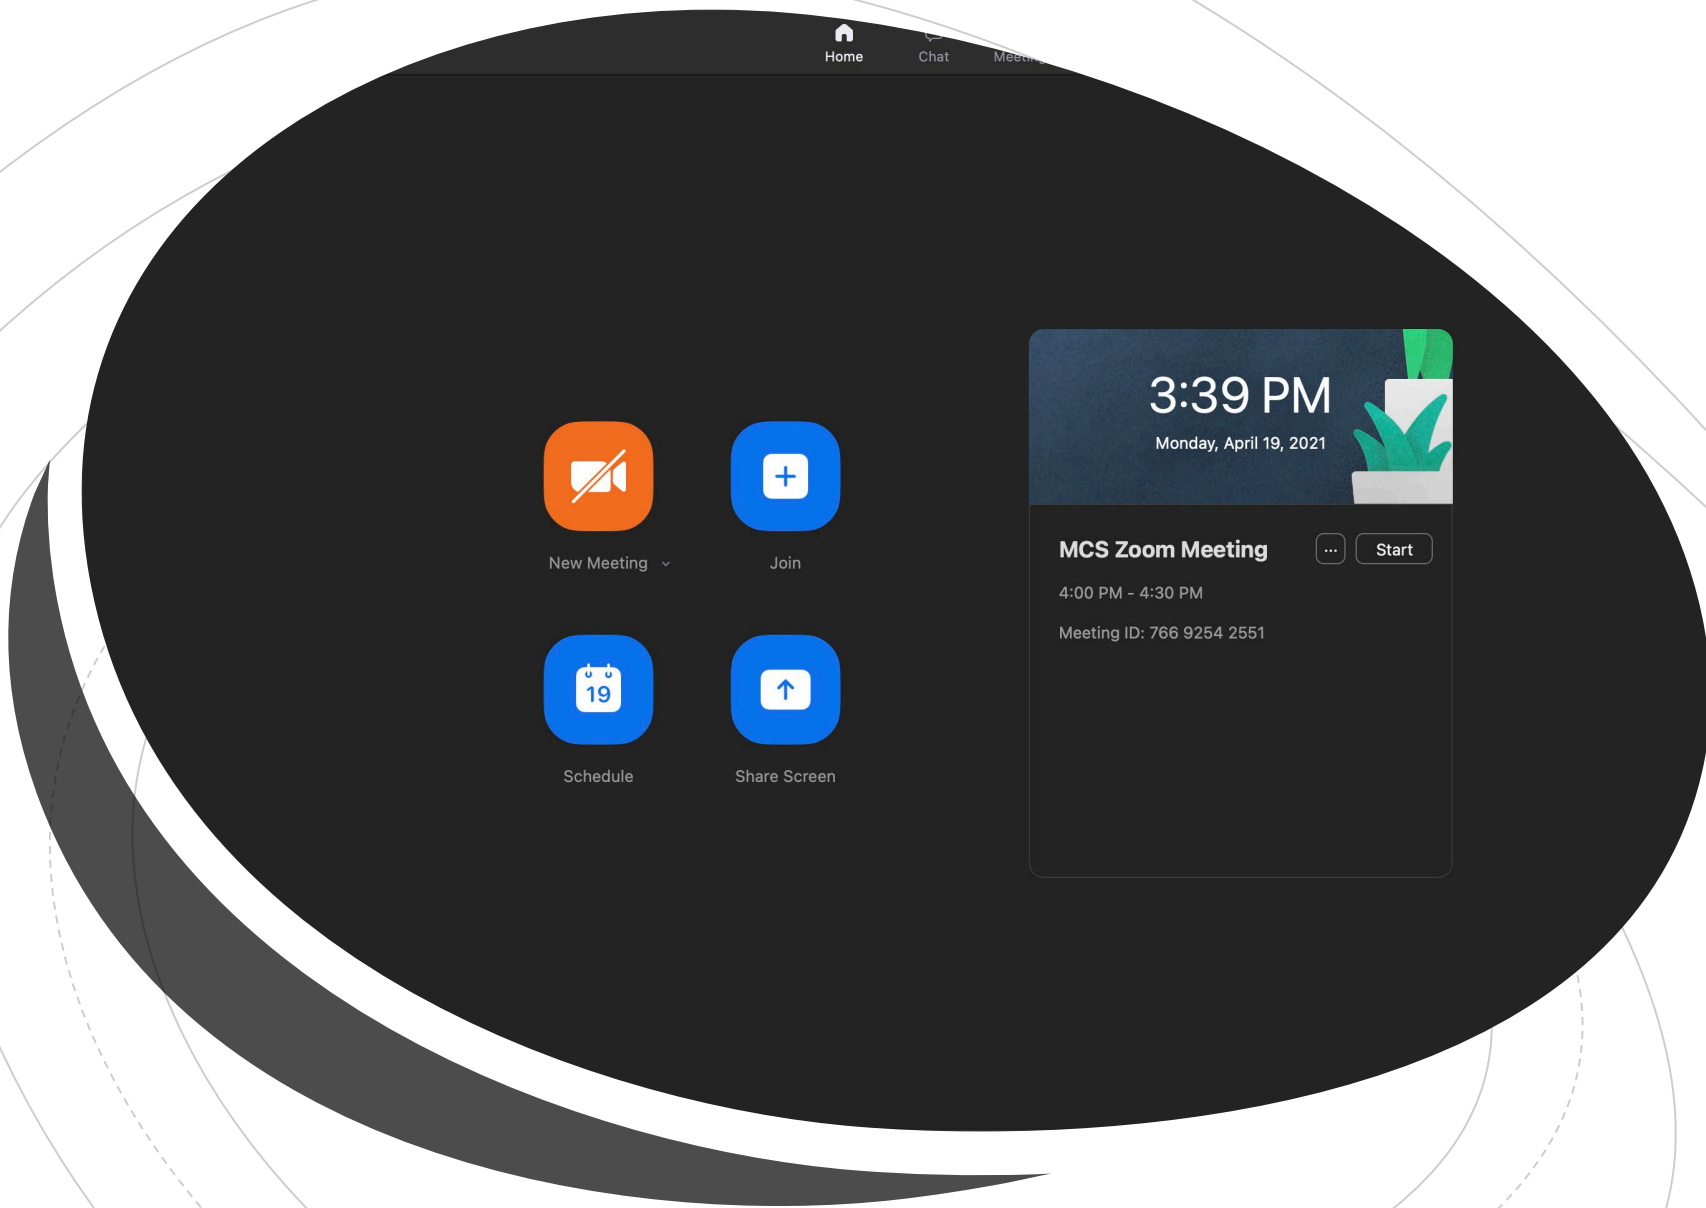 Home
Chat
3:39 PM
Monday, April 19, 2021
New Meeting
Join
MCS Zoom Meeting
...
Start
4:00 PM - 4:30 PM
Meeting ID: 766 9254 2551
19
Schedule
Share Screen